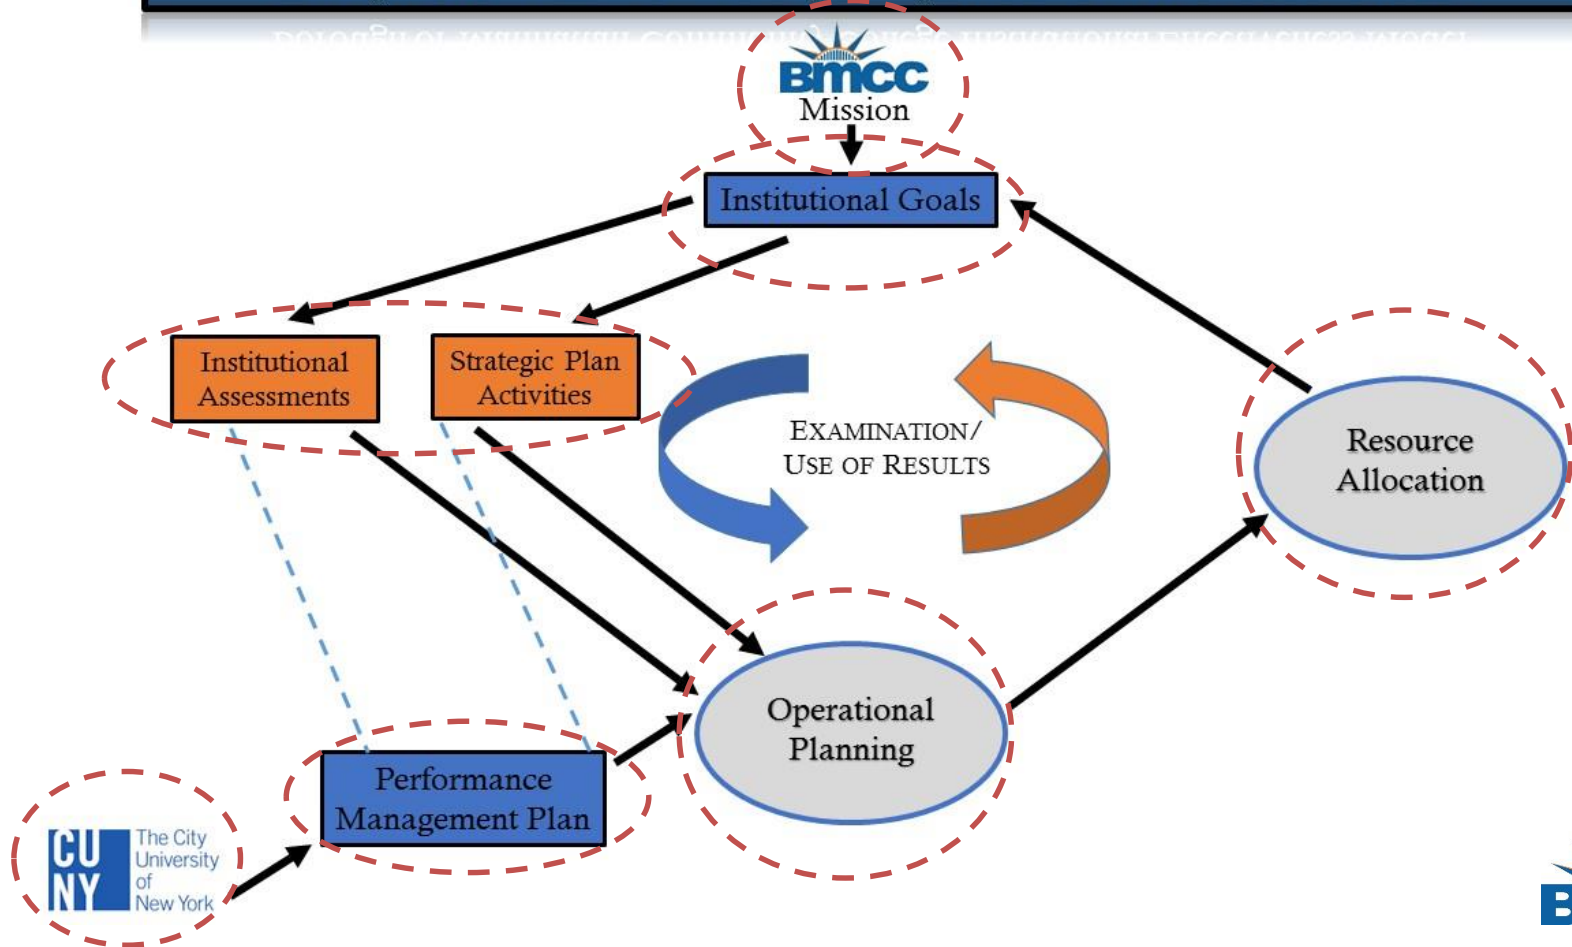 BMCC
Mission
Institutional Goals
Institutional
Assessments
Strategic Plan
Activities
EXAMINATION/
USE OF RESULTS
Resource
Allocation
Operational
Planning
Performance
Management Plan
CU
NY
The City
University
of
New York
B